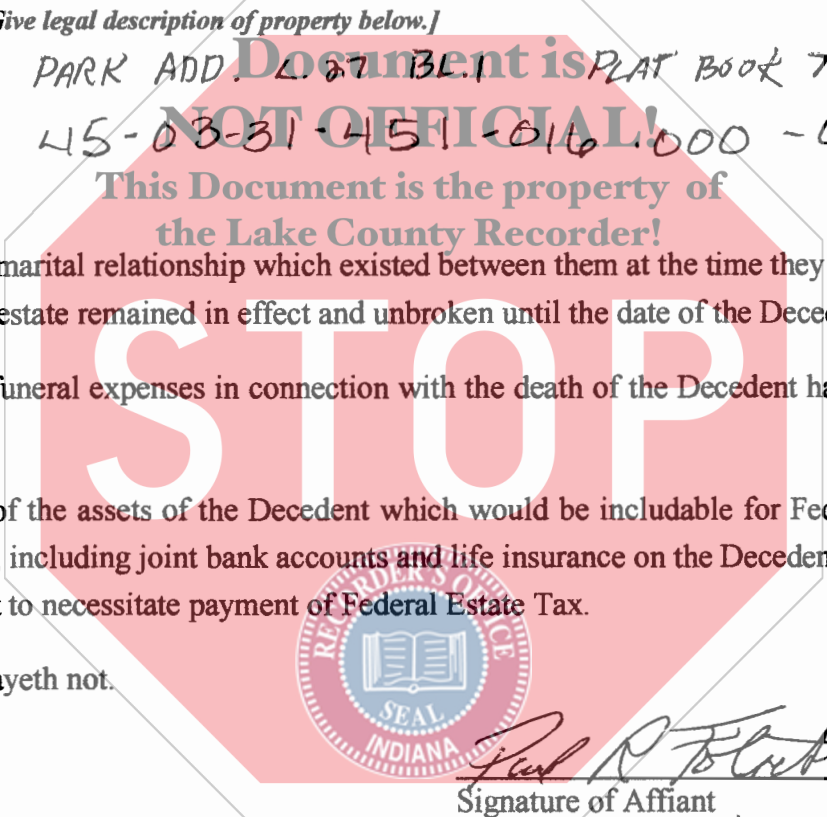 Give legal description of property below.]
Document is
PARK ADD. L. 27 BL.1 PLAT BOOK 7
NOT OFFICIAL!
45-03-31-451-016.000 -0
This Document is the property of
the Lake County Recorder!
marital relationship which existed between them at the time they
estate remained in effect and unbroken until the date of the Deced
STOP
funeral expenses in connection with the death of the Decedent ha
of the assets of the Decedent which would be includable for Fed
including joint bank accounts and life insurance on the Deceden
t to necessitate payment of Federal Estate Tax.
RECORDER'S OFFICE
SEAL
INDIANA
ayeth not.
Paul R
Signature of Affiant